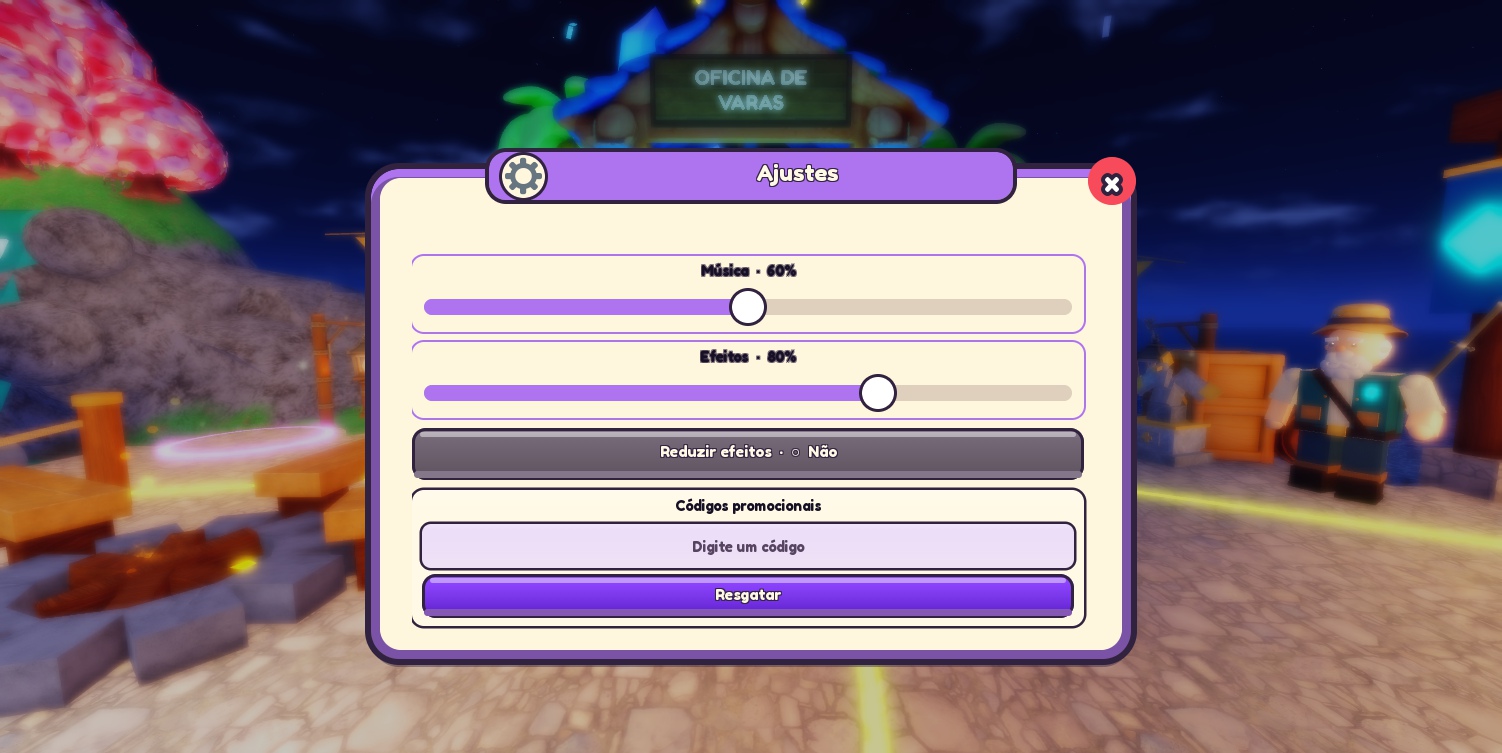 OFICINA DE
VARAS
Ajustes
Música · 60%
Efeitos · 80%
Reduzir efeitos · ○ Não
Códigos promocionais
Digite um código
Resgatar